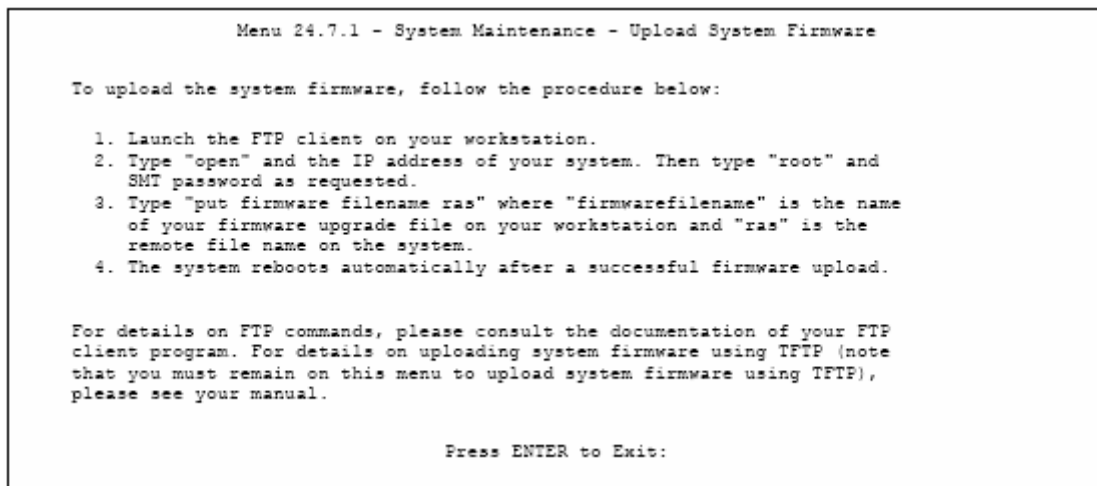 Menu 24.7.1 - System Maintenance - Upload System Firmware
To upload the system firmware, follow the procedure below:
1. Launch the FTP client on your workstation.
2. Type "open" and the IP address of your system. Then type "root" and
SMT password as requested.
3. Type "put firmware filename ras" where "firmwarefilename" is the name
of your firmware upgrade file on your workstation and "ras" is the
remote file name on the system.
4. The system reboots automatically after a successful firmware upload.
For details on FTP commands, please consult the documentation of your FTP
client program. For details on uploading system firmware using TFTP (note
that you must remain on this menu to upload system firmware using TFTP),
please see your manual.
Press ENTER to Exit: